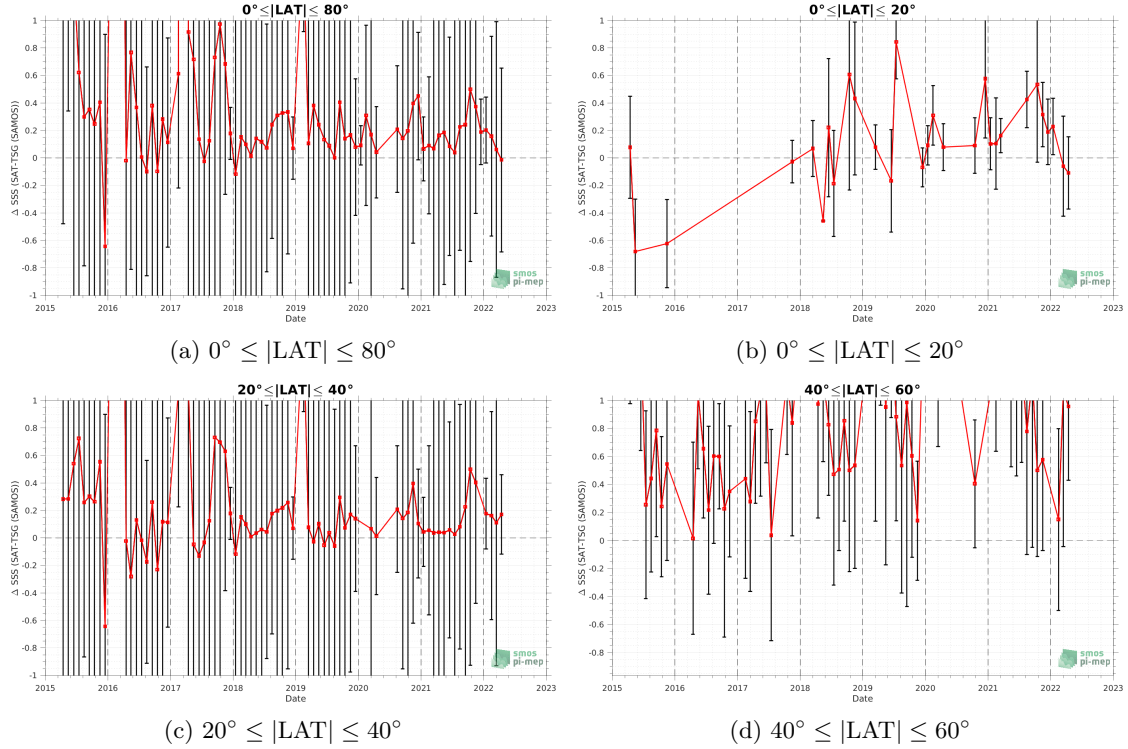 0°≤|LAT|≤ 80°
Δ SSS (SAT-TSG (SAMOS))
1
0.8
0.6
0.4
0.2
0
-0.2
-0.4
-0.6
-0.8
-1
2015 2016 2017 2018 2019 2020 2021 2022 2023
Date
smos
pi-mep
(a) 0° ≤ |LAT| ≤ 80°
0°≤|LAT|≤ 20°
Δ SSS (SAT-TSG (SAMOS))
1
0.8
0.6
0.4
0.2
0
-0.2
-0.4
-0.6
-0.8
-1
2015 2016 2017 2018 2019 2020 2021 2022 2023
Date
smos
pi-mep
(b) 0° ≤ |LAT| ≤ 20°
20°≤|LAT|≤ 40°
Δ SSS (SAT-TSG (SAMOS))
1
0.8
0.6
0.4
0.2
0
-0.2
-0.4
-0.6
-0.8
-1
2015 2016 2017 2018 2019 2020 2021 2022 2023
Date
smos
pi-mep
(c) 20° ≤ |LAT| ≤ 40°
40°≤|LAT|≤ 60°
Δ SSS (SAT-TSG (SAMOS))
1
0.8
0.6
0.4
0.2
0
-0.2
-0.4
-0.6
-0.8
2015 2016 2017 2018 2019 2020 2021 2022 2023
Date
smos
pi-mep
(d) 40° ≤ |LAT| ≤ 60°